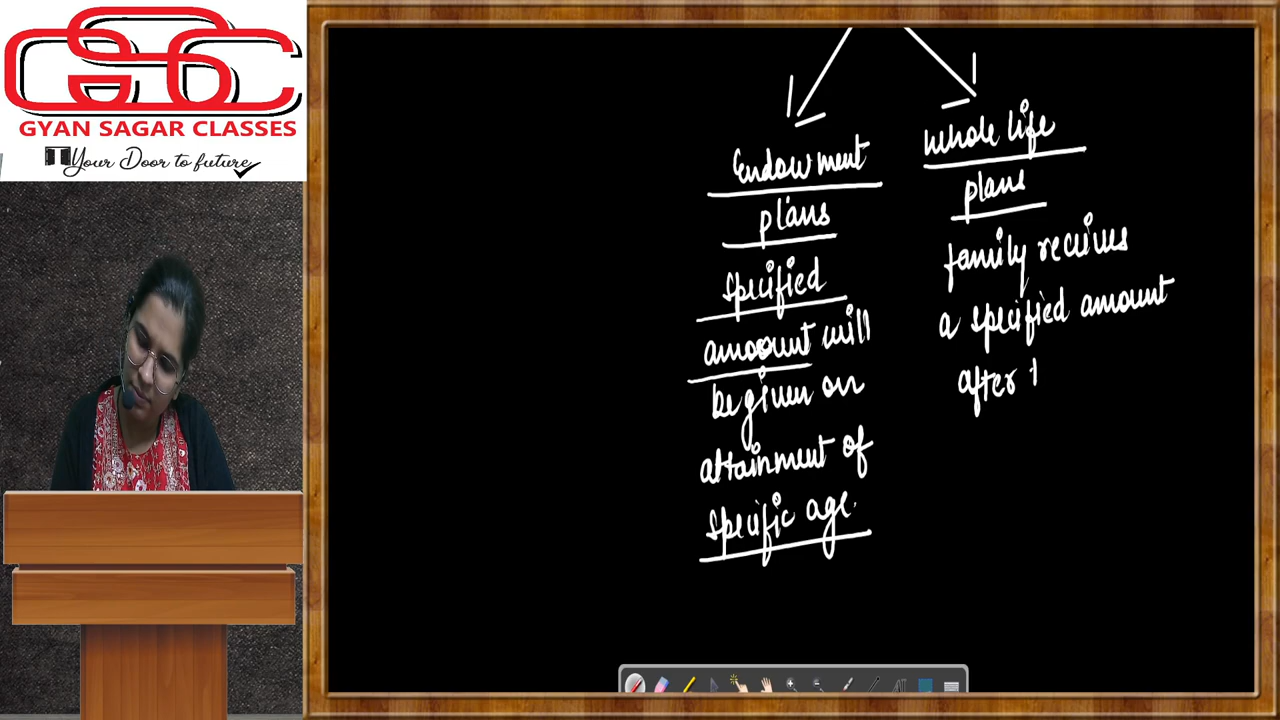 GSC
GYAN SAGAR CLASSES
Your Door to future
Endowment
plans
specified
amount will
be given on
attainment of
specific age.
whole life
plans
family receives
a specified amount
after